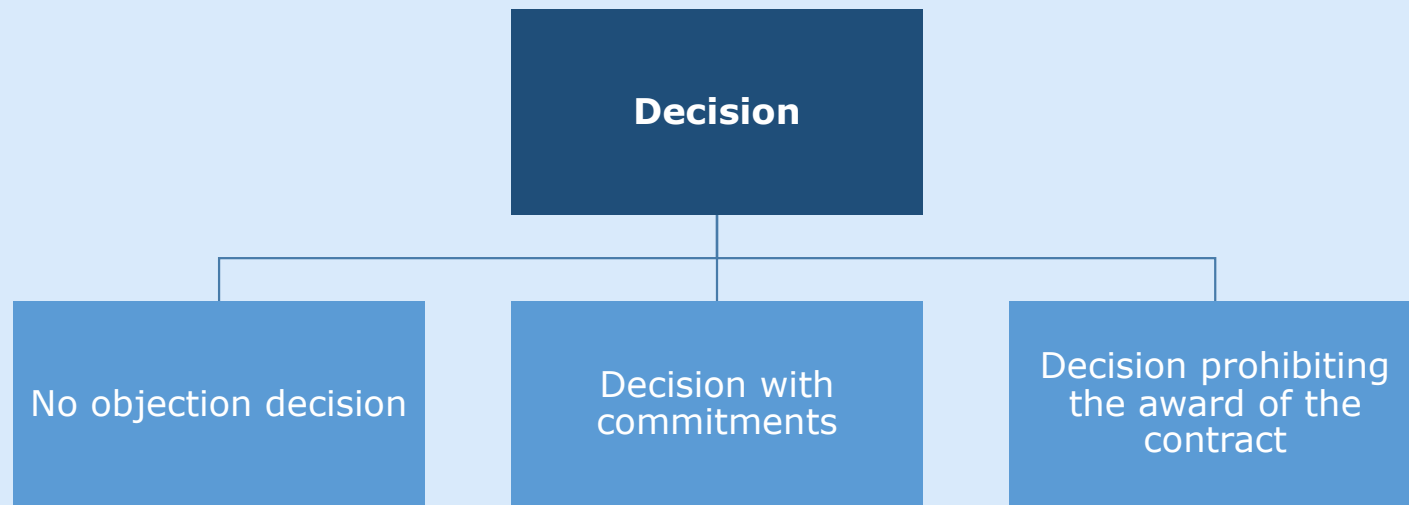 Decision
No objection decision
Decision with
commitments
Decision prohibiting
the award of the
contract